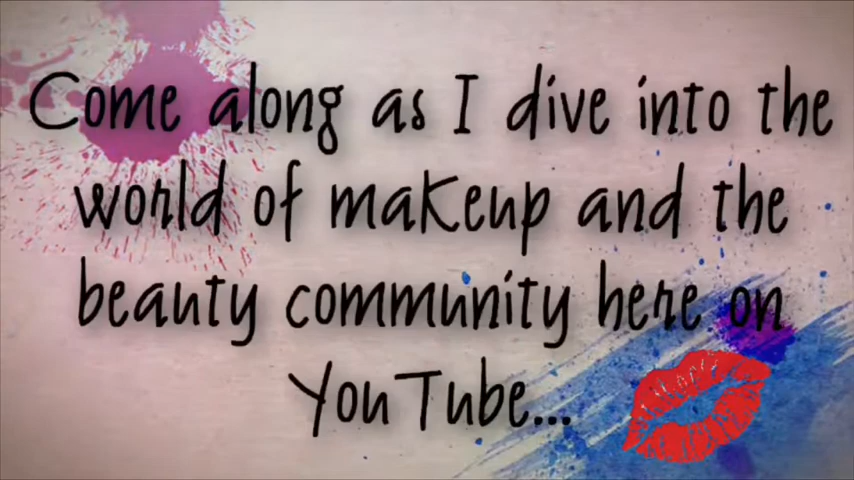 Come along as I dive into the
world of makeup and the
beauty community here on
YouTube...